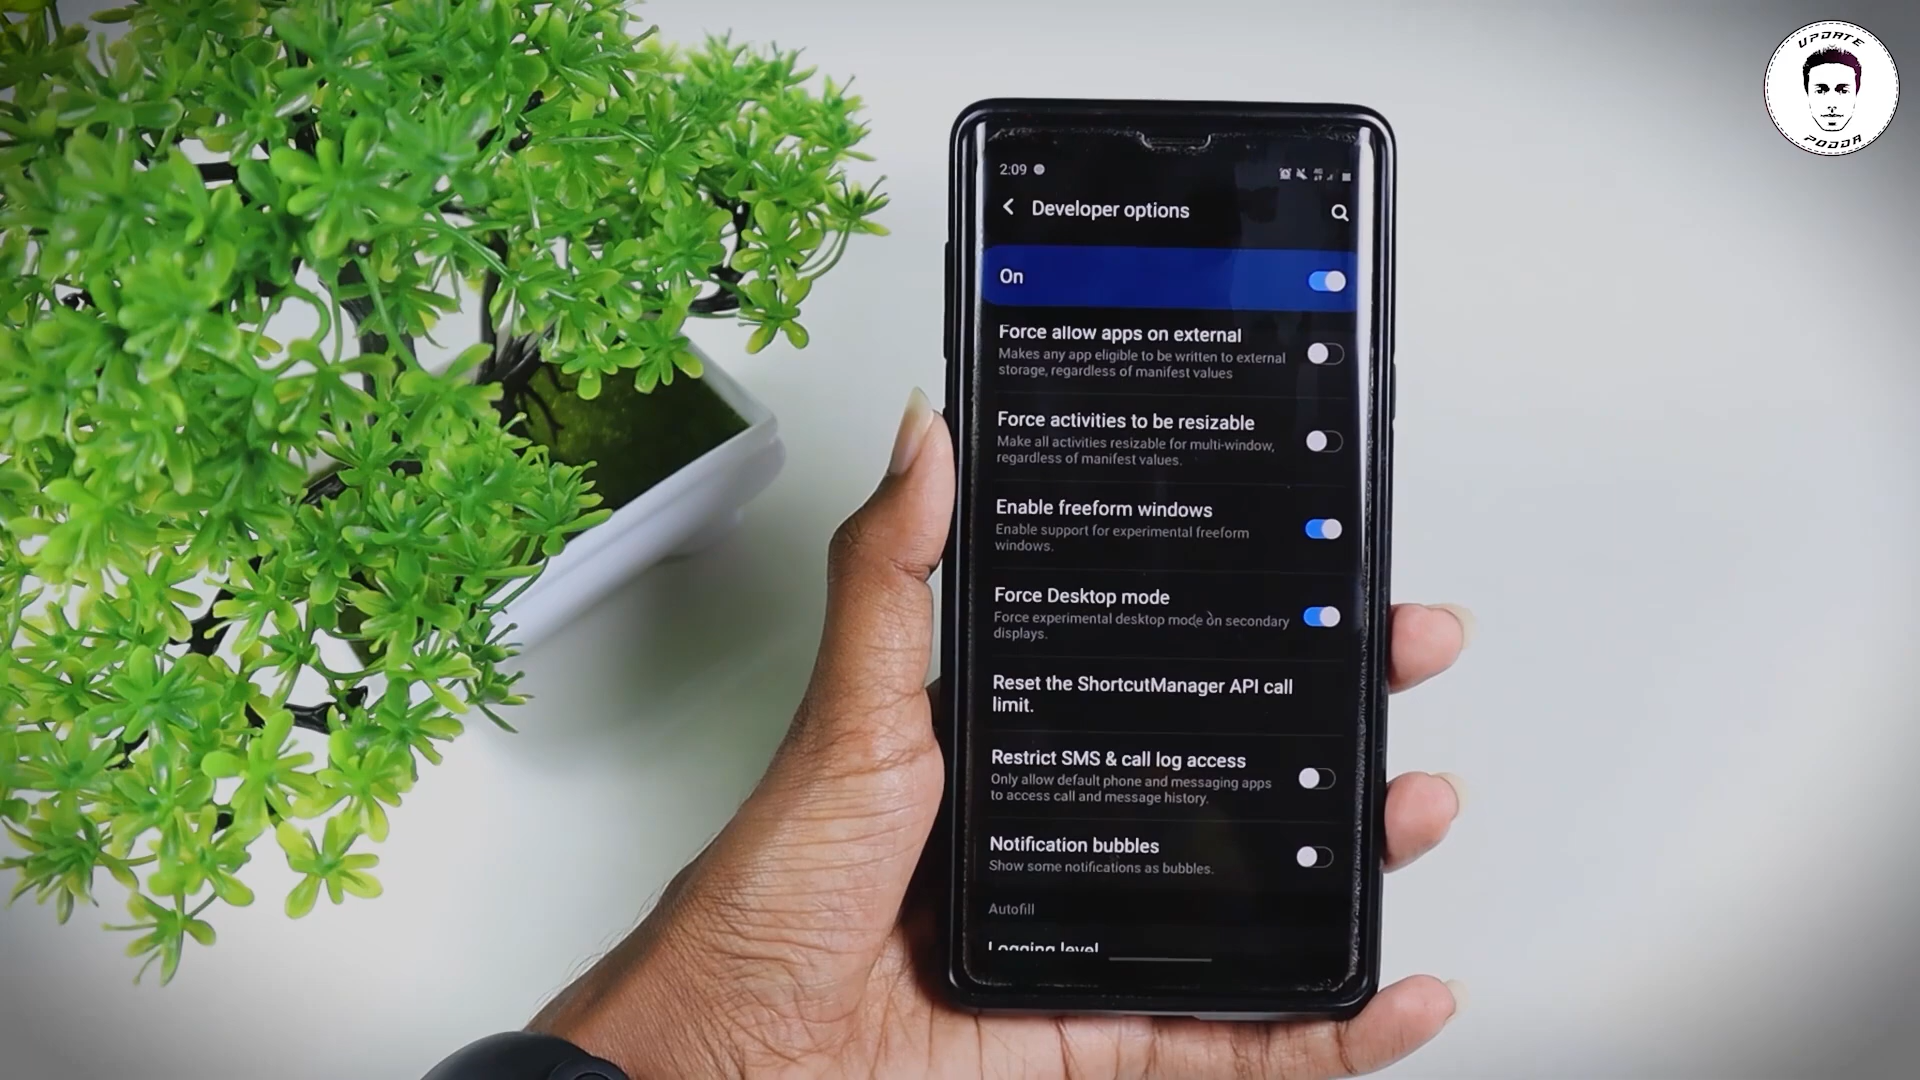 UPDATE
PODDA
2:09
Developer options
On
Force allow apps on external
Makes any app eligible to be written to external
storage, regardless of manifest values
Force activities to be resizable
Make all activities resizable for multi-window,
regardless of manifest values.
Enable freeform windows
Enable support for experimental freeform
windows.
Force Desktop mode
Force experimental desktop mode on secondary
displays.
Reset the ShortcutManager API call
limit.
Restrict SMS & call log access
Only allow default phone and messaging apps
to access call and message history.
Notification bubbles
Show some notifications as bubbles.
Autofill
Logging level